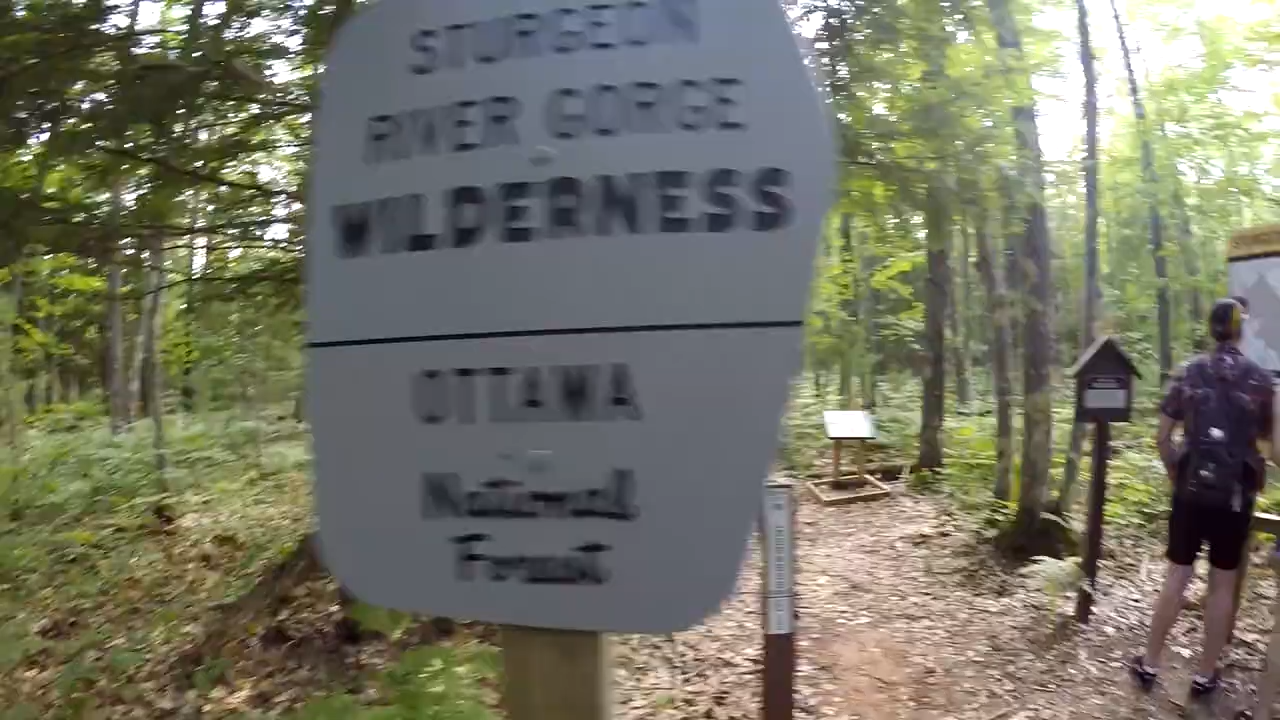 STURGEON
RIVER GORGE
WILDERNESS
OTTAWA
National
Forest